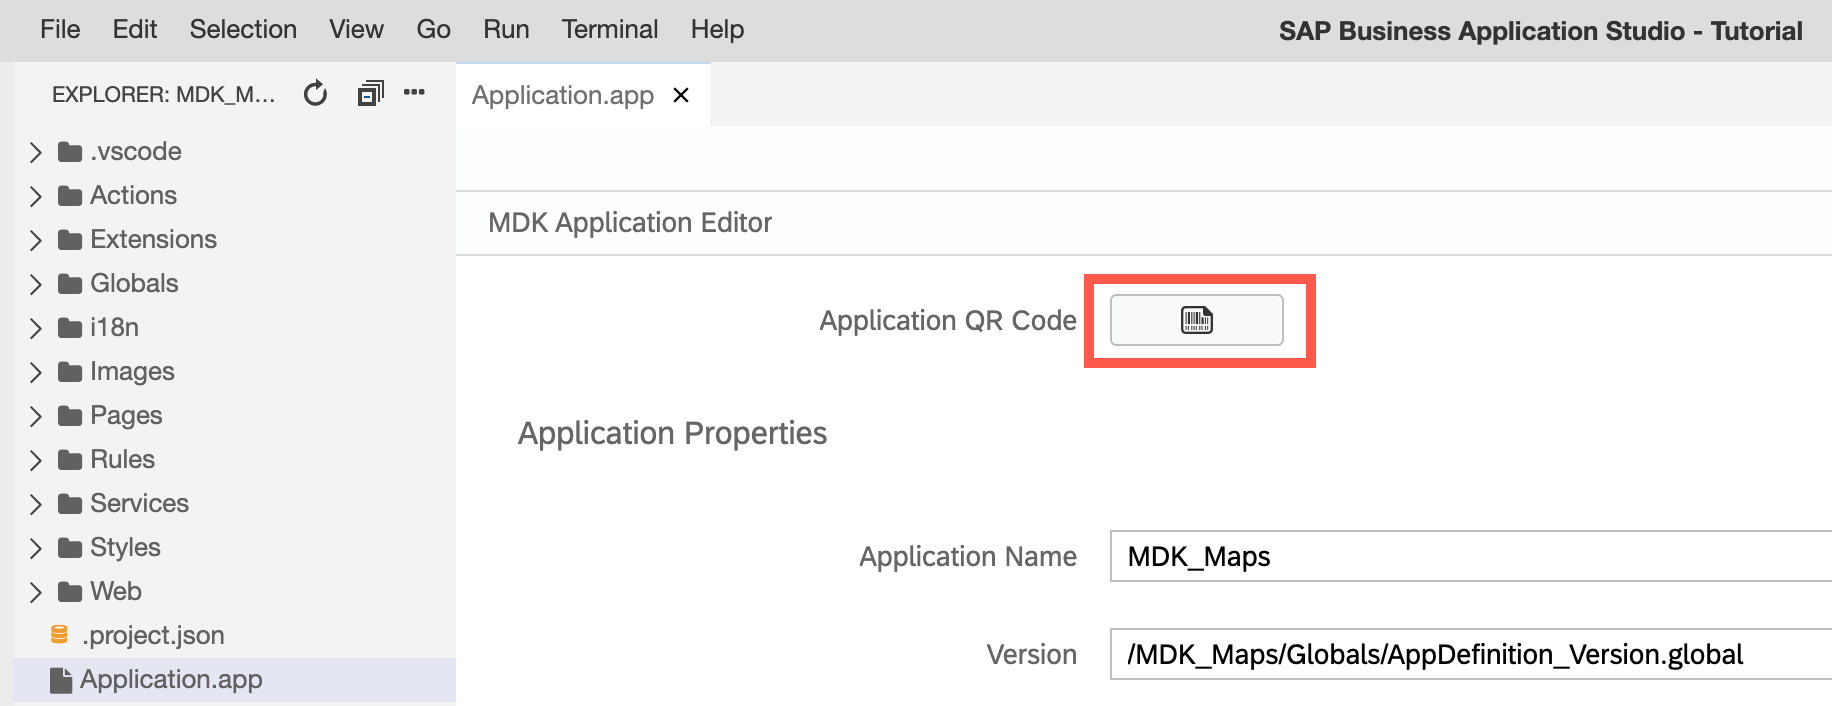 File Edit Selection View Go Run Terminal Help SAP Business Application Studio - Tutorial
EXPLORER: MDK_M...
Application.app
.vscode
Actions
Extensions
Globals
i18n
Images
Pages
Rules
Services
Styles
Web
.project.json
Application.app
MDK Application Editor
Application QR Code
Application Properties
Application Name MDK_Maps
Version /MDK_Maps/Globals/AppDefinition_Version.global